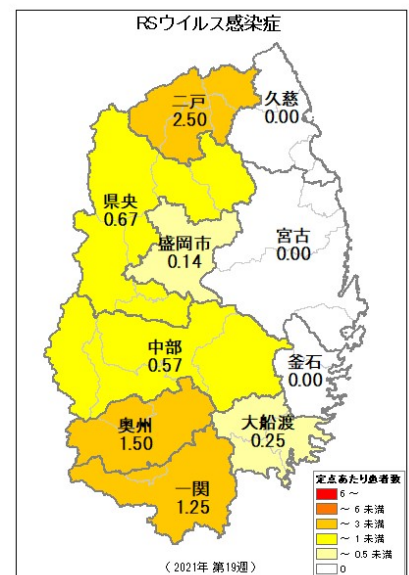 RSウイルス感染症
二戸
2.50
久慈
0.00
県央
0.67
盛岡市
0.14
宮古
0.00
中部
0.57
釜石
0.00
奥州
1.50
大船渡
0.25
一関
1.25
定点あたり患者数
6 ~
~ 6 未満
~ 3 未満
~ 1 未満
~ 0.5 未満
0
( 2021年 第19週 )